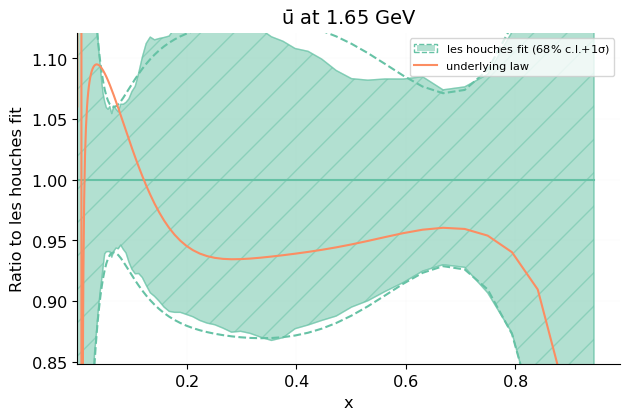 ū at 1.65 GeV
Ratio to les houches fit
1.10
1.05
1.00
0.95
0.90
0.85
les houches fit (68% c.l.+1σ)
underlying law
0.2
0.4
0.6
0.8
x